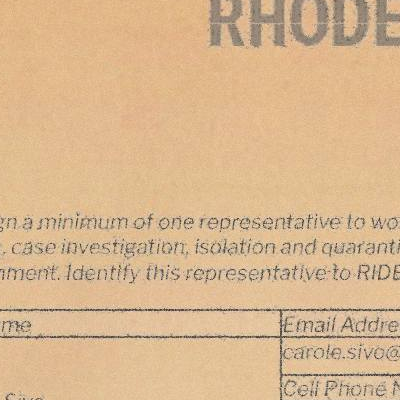 RHODE
gn a minimum of one representative to wo
, case investigation, isolation and quaranti
nment. Identify this representative to RIDE
me
Email Addre
carole.sivo@
Cell Phone N
Sivo